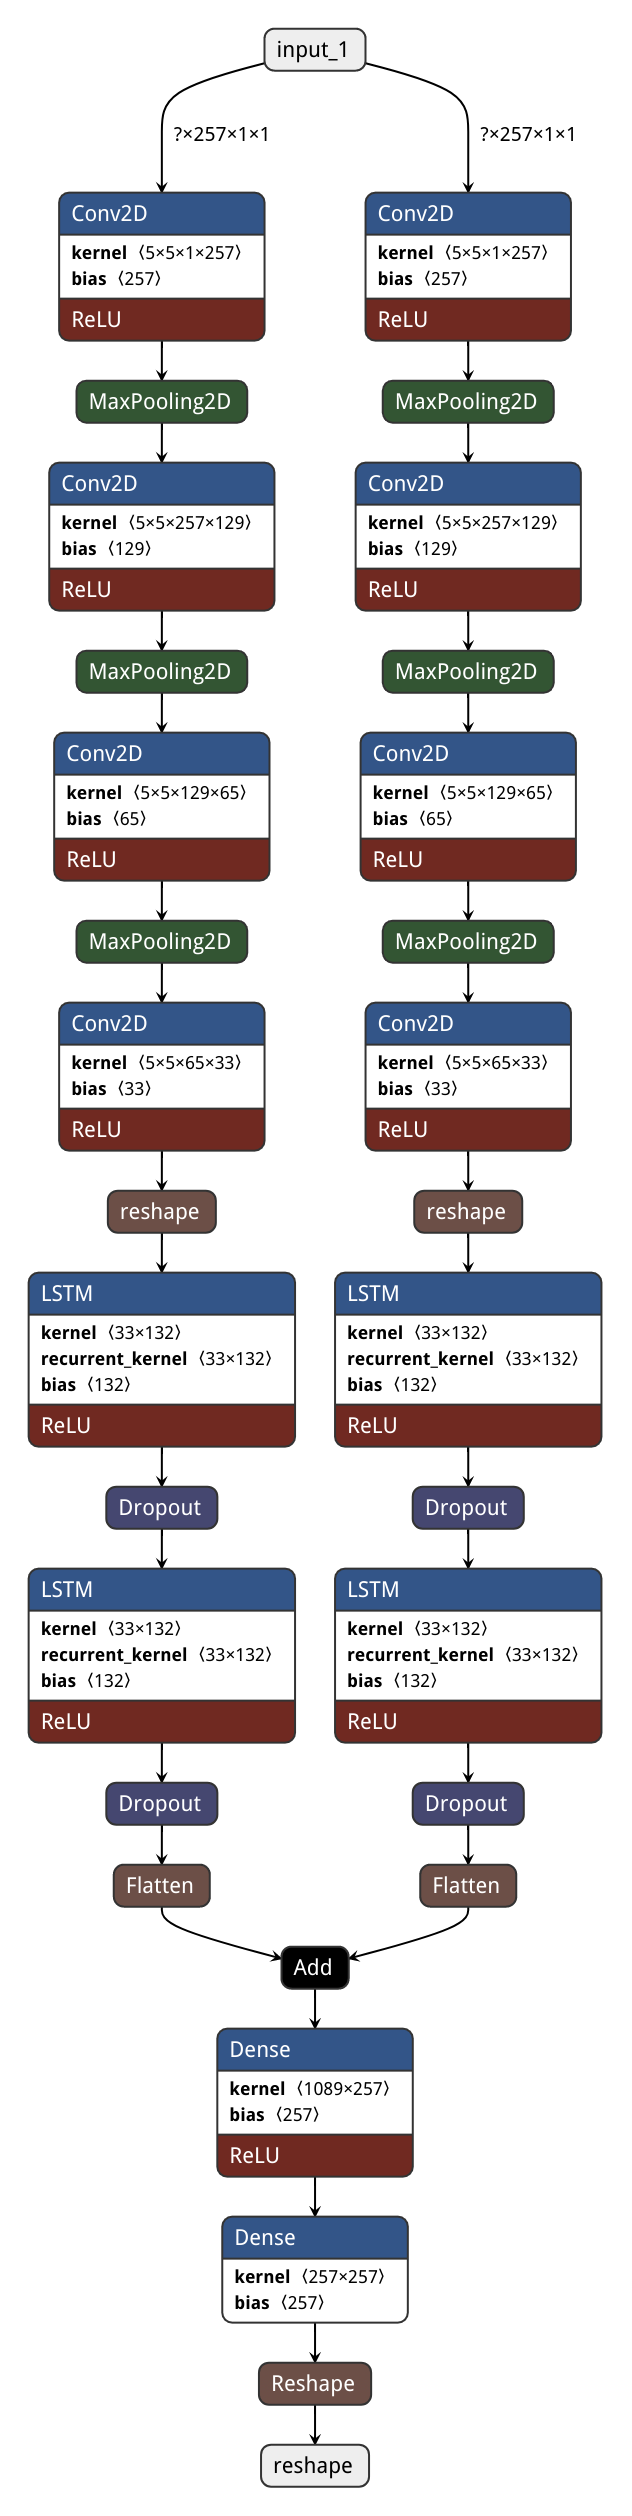 input_1
?×257×1×1
?×257×1×1
Conv2D
kernel 〈5×5×1×257〉
bias 〈257〉
ReLU
MaxPooling2D
Conv2D
kernel 〈5×5×257×129〉
bias 〈129〉
ReLU
MaxPooling2D
Conv2D
kernel 〈5×5×129×65〉
bias 〈65〉
ReLU
MaxPooling2D
Conv2D
kernel 〈5×5×65×33〉
bias 〈33〉
ReLU
reshape
LSTM
kernel 〈33×132〉
recurrent_kernel 〈33×132〉
bias 〈132〉
ReLU
Dropout
LSTM
kernel 〈33×132〉
recurrent_kernel 〈33×132〉
bias 〈132〉
ReLU
Dropout
Flatten
Conv2D
kernel 〈5×5×1×257〉
bias 〈257〉
ReLU
MaxPooling2D
Conv2D
kernel 〈5×5×257×129〉
bias 〈129〉
ReLU
MaxPooling2D
Conv2D
kernel 〈5×5×129×65〉
bias 〈65〉
ReLU
MaxPooling2D
Conv2D
kernel 〈5×5×65×33〉
bias 〈33〉
ReLU
reshape
LSTM
kernel 〈33×132〉
recurrent_kernel 〈33×132〉
bias 〈132〉
ReLU
Dropout
LSTM
kernel 〈33×132〉
recurrent_kernel 〈33×132〉
bias 〈132〉
ReLU
Dropout
Flatten
Add
Dense
kernel 〈1089×257〉
bias 〈257〉
ReLU
Dense
kernel 〈257×257〉
bias 〈257〉
Reshape
reshape